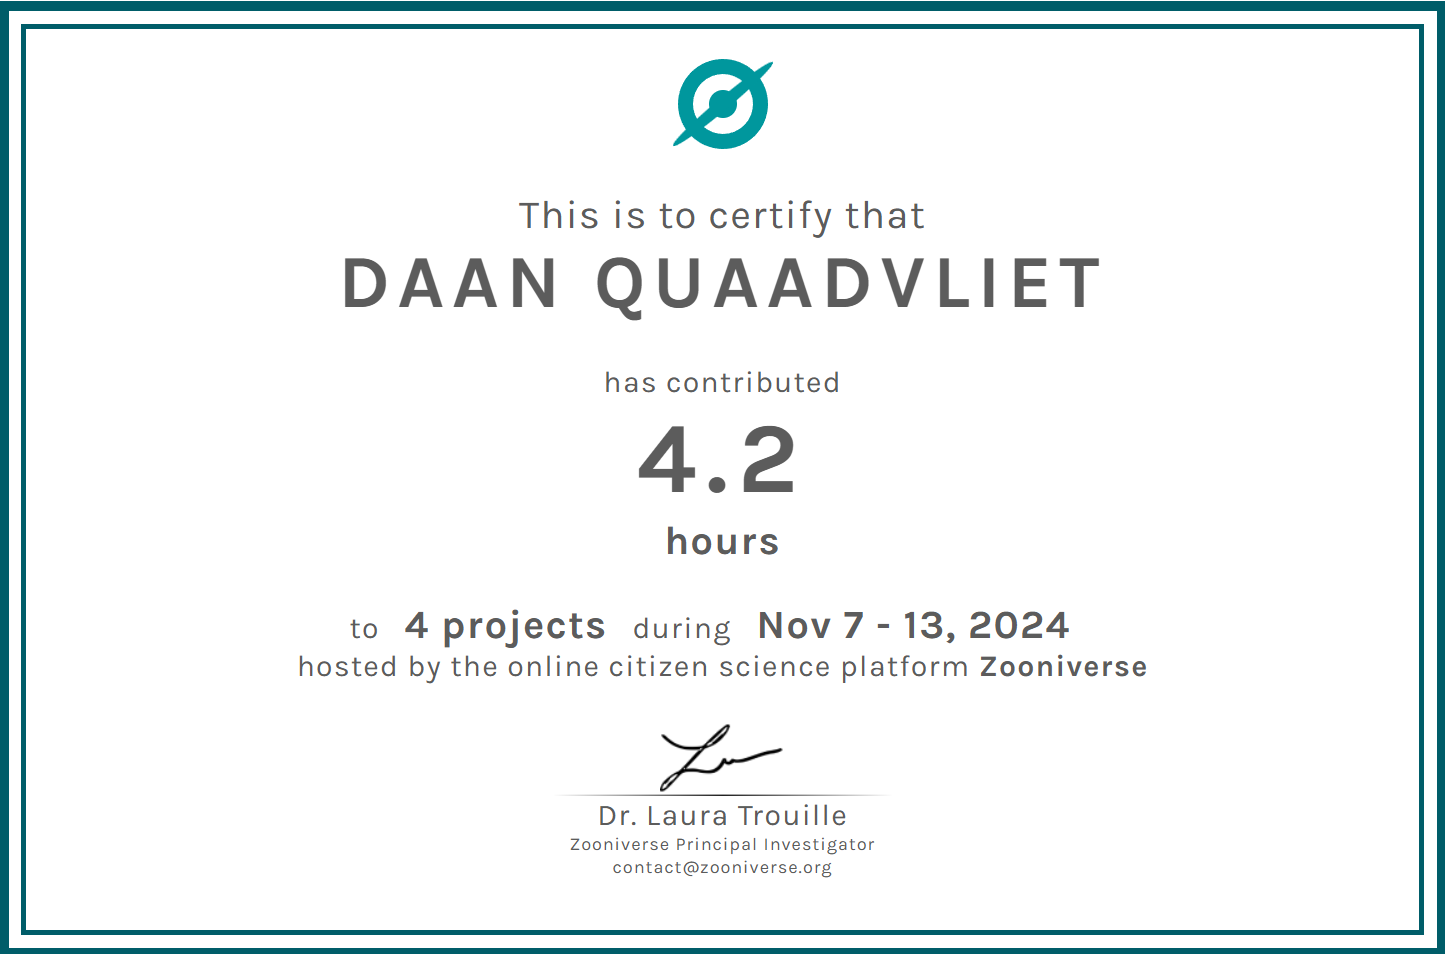 This is to certify that
DAAN QUAADVLIET
has contributed
4.2
hours
to 4 projects during Nov 7 - 13, 2024
hosted by the online citizen science platform Zooniverse
Dr. Laura Trouille
Zooniverse Principal Investigator
contact@zooniverse.org